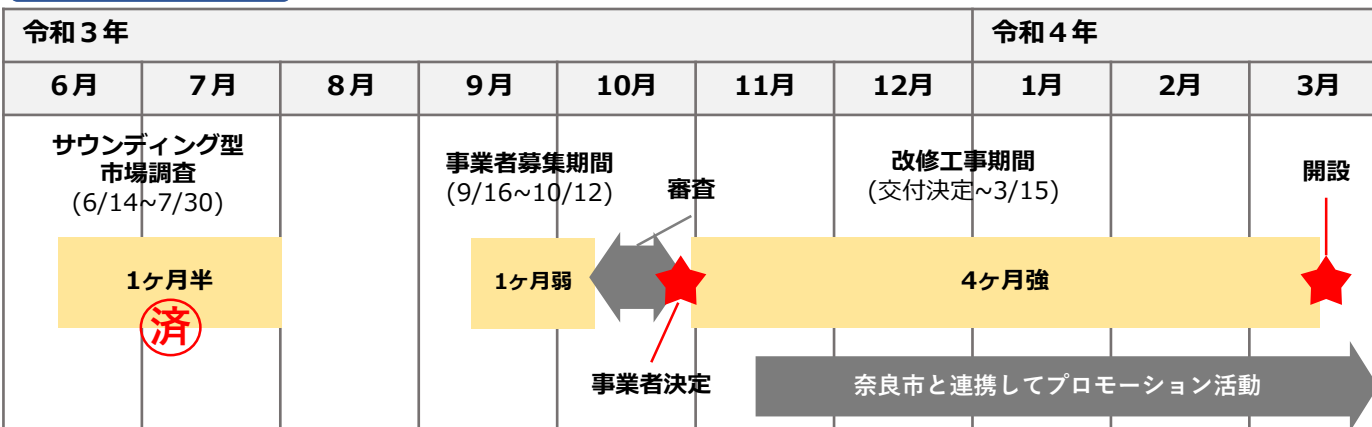 令和３年
令和４年
6月
7月
8月
9月
10月
11月
12月
1月
2月
3月
サウンディング型
市場調査
(6/14~7/30)
事業者募集期間
(9/16~10/12)
審査
改修工事期間
(交付決定~3/15)
開設
1ヶ月半
済
1ヶ月弱
4ヶ月強
事業者決定
奈良市と連携してプロモーション活動